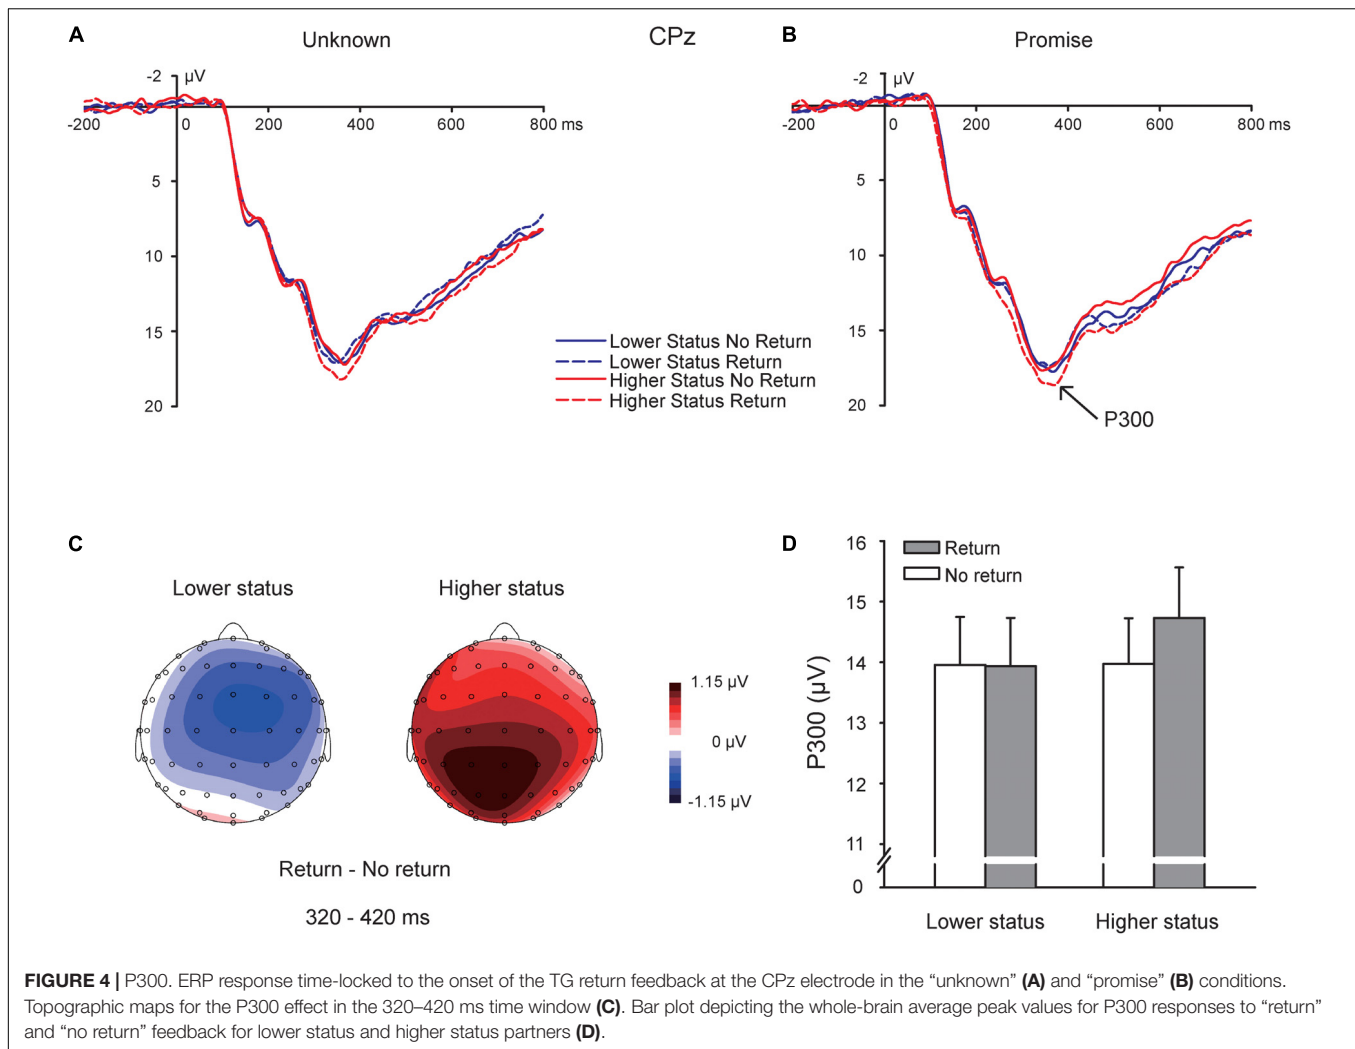 A
Unknown
CPz
B
Promise
-2 µV
-200 0 200 400 600 800 ms
5
10
15
20
-2 µV
-200 0 200 400 600 800 ms
5
10
15
20
Lower Status No Return
Lower Status Return
Higher Status No Return
Higher Status Return
P300
C
Lower status
Higher status
1.15 µV
0 µV
-1.15 µV
Return - No return
320 - 420 ms
D
Return
No return
P300 (µV)
16
15
14
13
12
11
0
Lower status
Higher status
FIGURE 4 | P300. ERP response time-locked to the onset of the TG return feedback at the CPz electrode in the “unknown” (A) and “promise” (B) conditions.
Topographic maps for the P300 effect in the 320–420 ms time window (C). Bar plot depicting the whole-brain average peak values for P300 responses to “return”
and “no return” feedback for lower status and higher status partners (D).